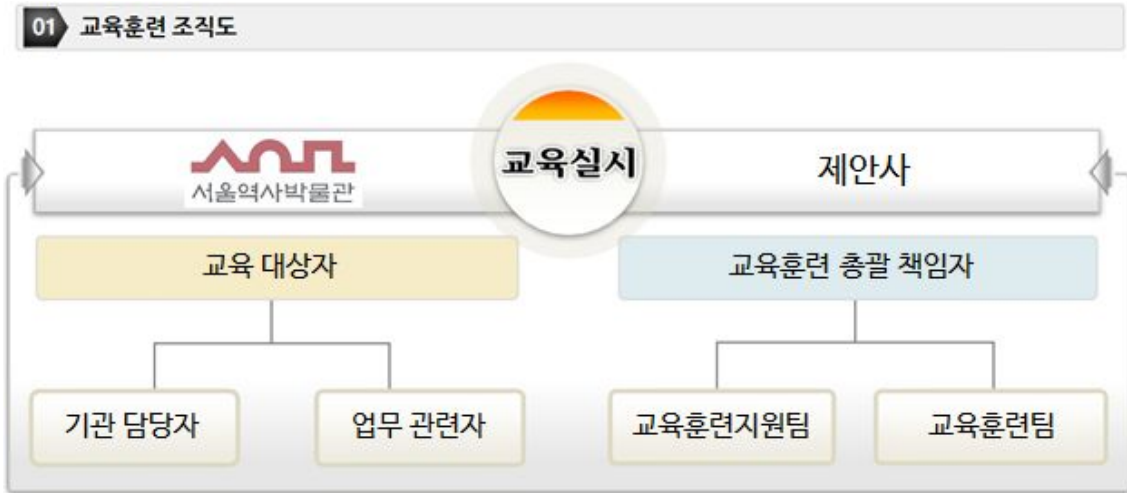 01 교육훈련 조직도
서울역사박물관
교육실시
제안사
교육 대상자
교육훈련 총괄 책임자
기관 담당자
업무 관련자
교육훈련지원팀
교육훈련팀